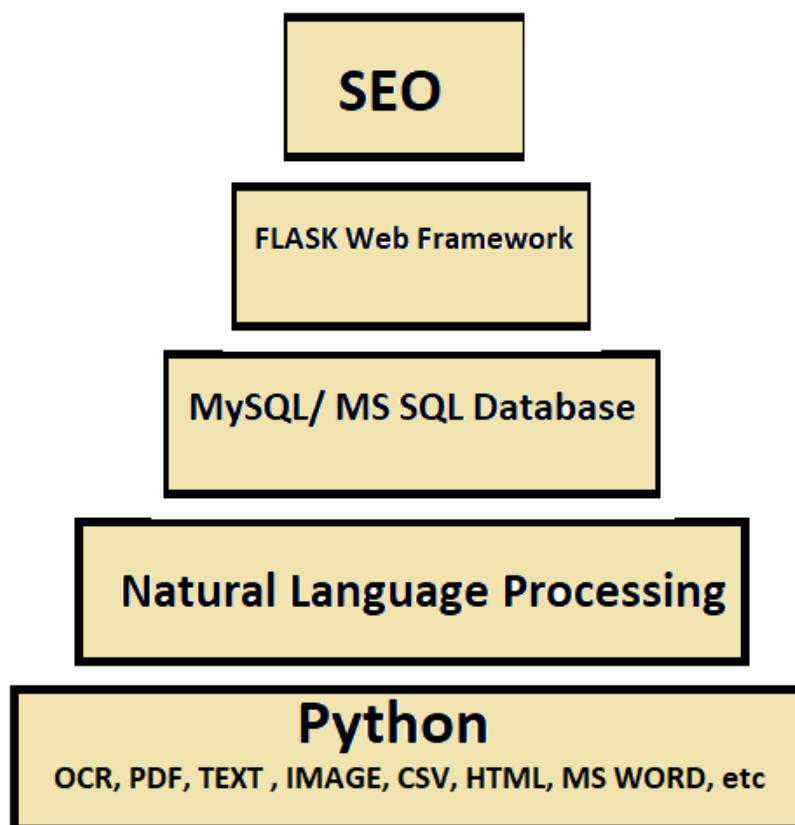 SEO
FLASK Web Framework
MySQL/ MS SQL Database
Natural Language Processing
Python
OCR, PDF, TEXT , IMAGE, CSV, HTML, MS WORD, etc